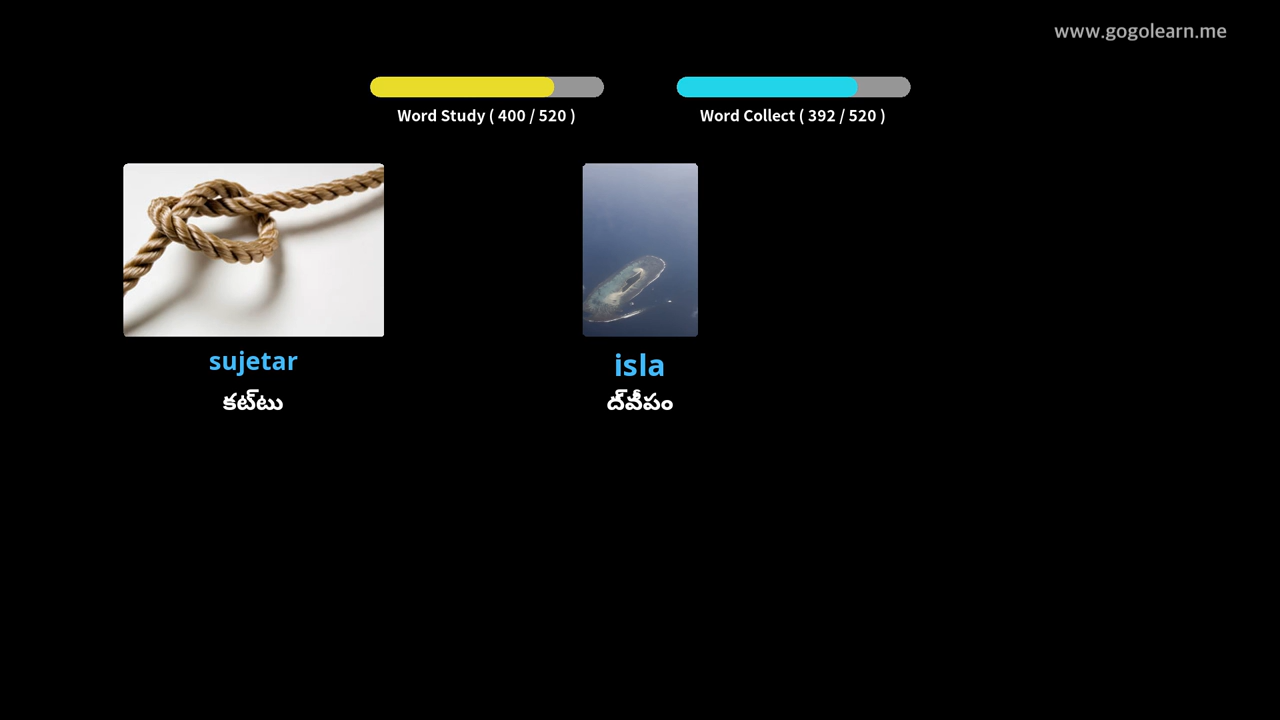 www.gogolearn.me
Word Study ( 400 / 520 )
Word Collect ( 392 / 520 )
sujetar
isla
కట్టు
ద్వీపం